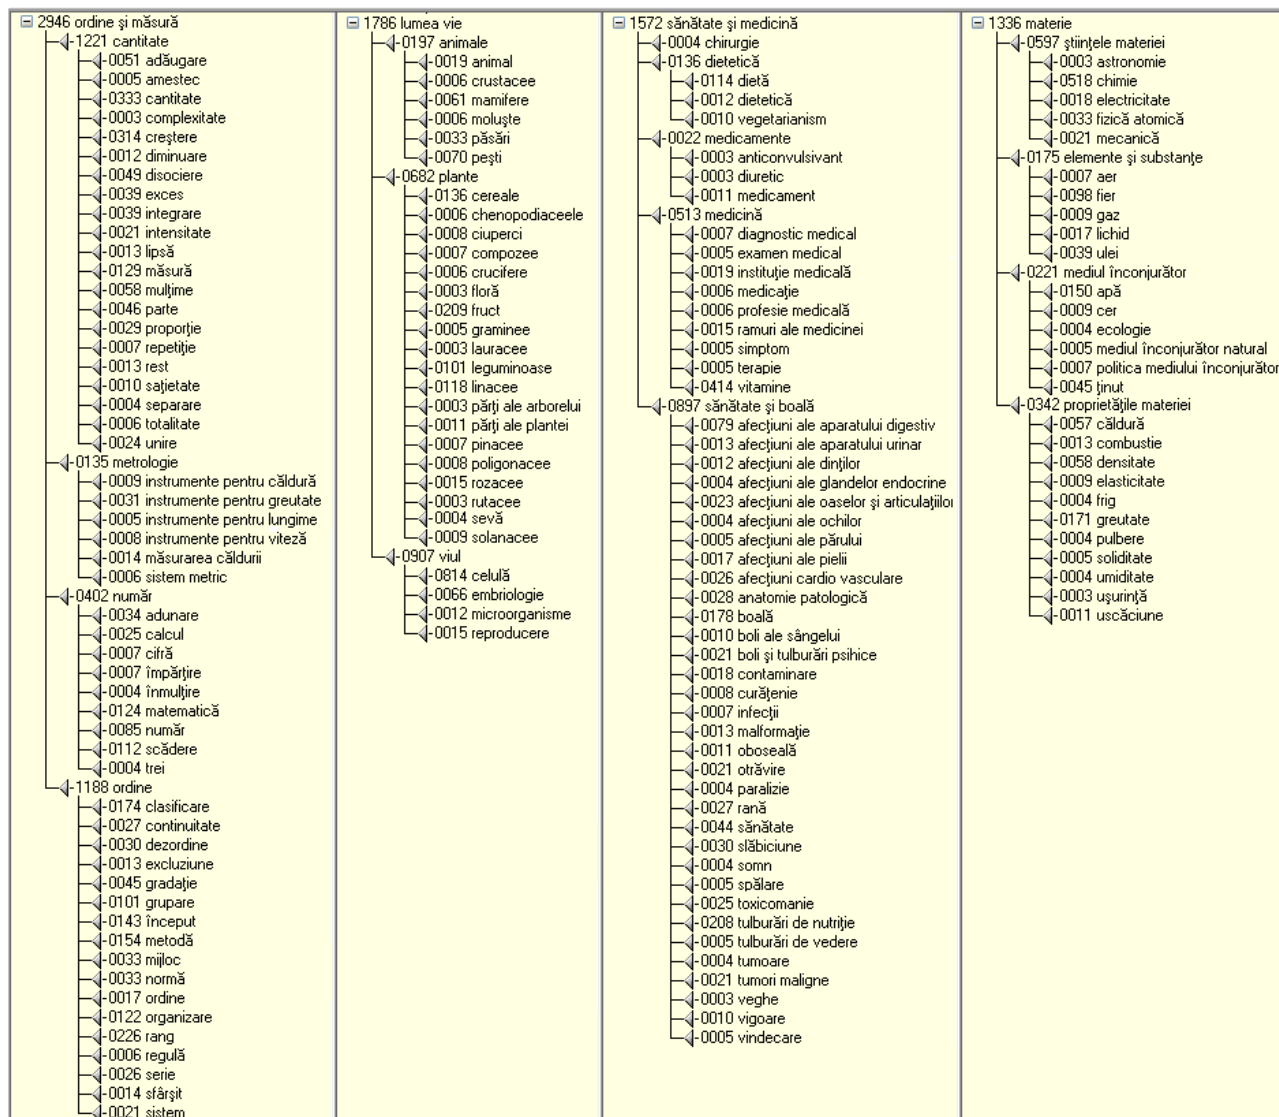 2946 ordine şi măsură
1221 cantitate
0051 adăugare
0005 amestec
0333 cantitate
0003 complexitate
0314 creştere
0012 diminuare
0049 disociere
0039 exces
0039 integrare
0021 intensitate
0013 lipsă
0129 măsură
0058 mulţime
0046 parte
0029 proporţie
0007 repetiţie
0013 rest
0010 saţietate
0004 separare
0006 totalitate
0024 unire
0135 metrologie
0009 instrumente pentru căldură
0031 instrumente pentru greutate
0005 instrumente pentru lungime
0008 instrumente pentru viteză
0014 măsurarea căldurii
0006 sistem metric
0402 număr
0034 adunare
0025 calcul
0007 cifră
0007 împărţire
0004 înmulţire
0124 matematică
0085 număr
0112 scădere
0004 trei
1188 ordine
0174 clasificare
0027 continuitate
0030 dezordine
0013 excluziune
0045 gradaţie
0101 grupare
0143 început
0154 metodă
0033 mijloc
0033 normă
0017 ordine
0122 organizare
0226 rang
0006 regulă
0026 serie
0014 sfârşit
0021 sistem
1786 lumea vie
0197 animale
0019 animal
0006 crustacee
0061 mamifere
0006 moluşte
0033 păsări
0070 peşti
0682 plante
0136 cereale
0006 chenopodiaceele
0008 ciuperci
0007 compozee
0006 crucifere
0003 floră
0209 fruct
0005 graminee
0003 lauracee
0101 leguminoase
0118 linacee
0003 părţi ale arborelui
0011 părţi ale plantei
0007 pinacee
0008 poligonacee
0015 rozacee
0003 rutacee
0004 sevă
0009 solanacee
0907 viul
0814 celulă
0066 embriologie
0012 microorganisme
0015 reproducere
1572 sănătate şi medicină
0004 chirurgie
0136 dietetică
0114 dietă
0012 dietetică
0010 vegetarianism
0022 medicamente
0003 anticonvulsivant
0003 diuretic
0011 medicament
0513 medicină
0007 diagnostic medical
0005 examen medical
0019 instituţie medicală
0006 medicaţie
0006 profesie medicală
0015 ramuri ale medicinei
0005 simptom
0005 terapie
0414 vitamine
0897 sănătate şi boală
0079 afecţiuni ale aparatului digestiv
0013 afecţiuni ale aparatului urinar
0012 afecţiuni ale dinţilor
0004 afecţiuni ale glandelor endocrine
0023 afecţiuni ale oaselor şi articulaţiilor
0004 afecţiuni ale ochilor
0005 afecţiuni ale părului
0017 afecţiuni ale pielii
0026 afecţiuni cardio vasculare
0028 anatomie patologică
0178 boală
0010 boli ale sângelui
0021 boli şi tulburări psihice
0018 contaminare
0008 curăţenie
0007 infecţii
0013 malformaţie
0011 oboseală
0021 otrăvire
0004 paralizie
0027 rană
0044 sănătate
0030 slăbiciune
0004 somn
0005 spălare
0025 toxicomanie
0208 tulburări de nutriţie
0005 tulburări de vedere
0004 tumoare
0021 tumori maligne
0003 veghe
0010 vigoare
0005 vindecare
1336 materie
0597 ştiinţele materiei
0003 astronomie
0518 chimie
0018 electricitate
0033 fizică atomică
0021 mecanică
0175 elemente şi substanţe
0007 aer
0098 fier
0009 gaz
0017 lichid
0039 ulei
0221 mediul înconjurător
0150 apă
0009 cer
0004 ecologie
0005 mediul înconjurător natural
0007 politica mediului înconjurător
0045 ţinut
0342 proprietăţile materiei
0057 căldură
0013 combustie
0058 densitate
0009 elasticitate
0004 frig
0171 greutate
0004 pulbere
0005 soliditate
0004 umiditate
0003 uşurinţă
0011 uscăciune